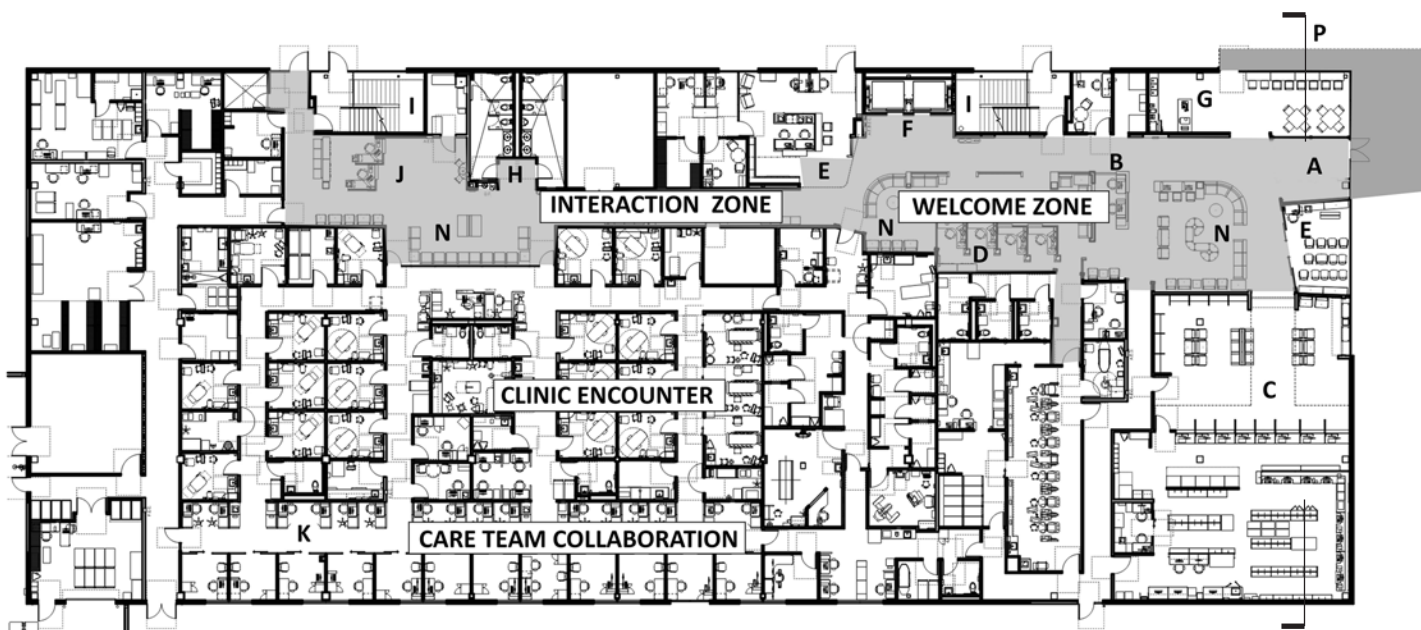 P
I
I
G
F
A
J
H
E
B
INTERACTION ZONE
WELCOME ZONE
N
N
N
E
D
CLINIC ENCOUNTER
C
K
CARE TEAM COLLABORATION